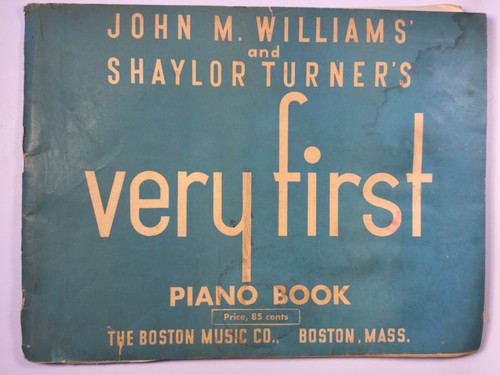 JOHN M. WILLIAMS'
and
SHAYLOR TURNER'S
very first
PIANO BOOK
Price, 85 cents
THE BOSTON MUSIC CO., BOSTON, MASS.